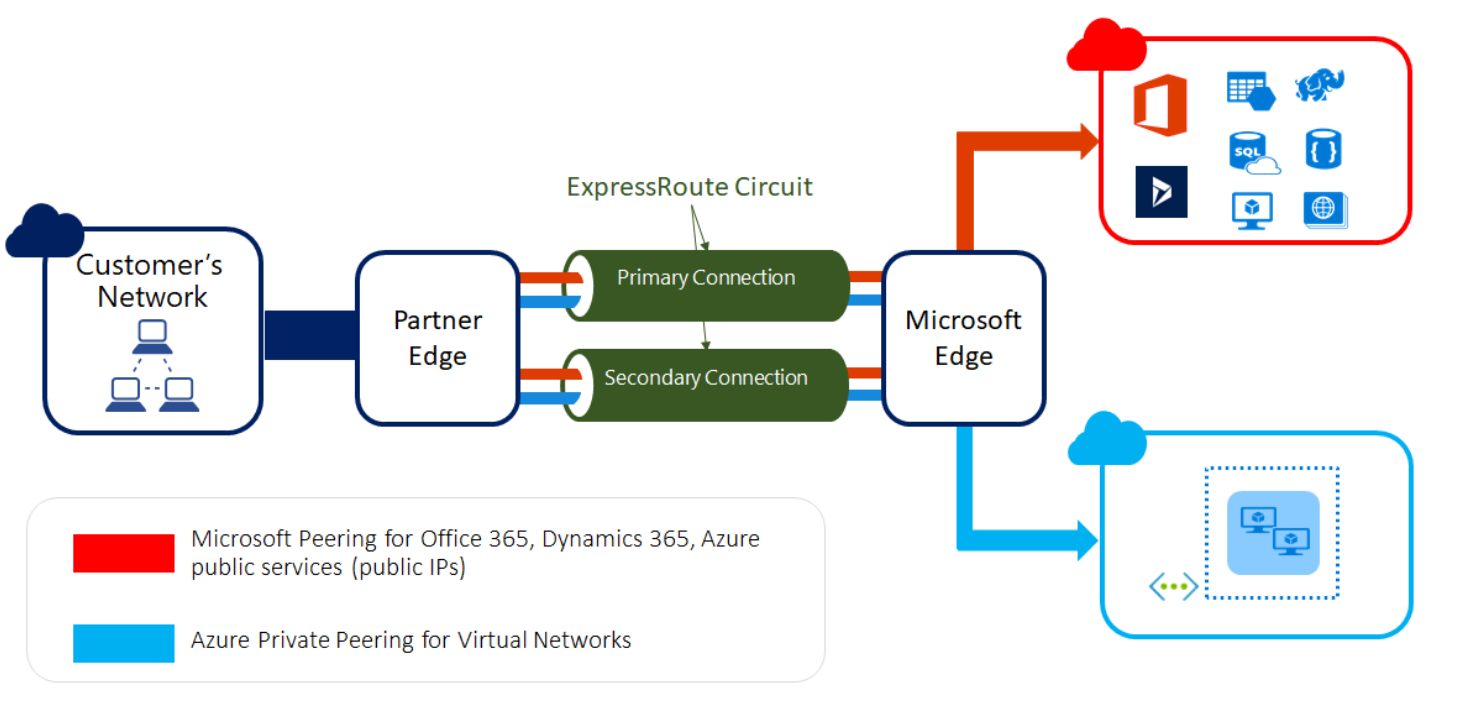 ExpressRoute Circuit
Customer's
Network
Partner
Edge
Primary Connection
Secondary Connection
Microsoft
Edge
SQL
Microsoft Peering for Office 365, Dynamics 365, Azure
public services (public IPs)
Azure Private Peering for Virtual Networks